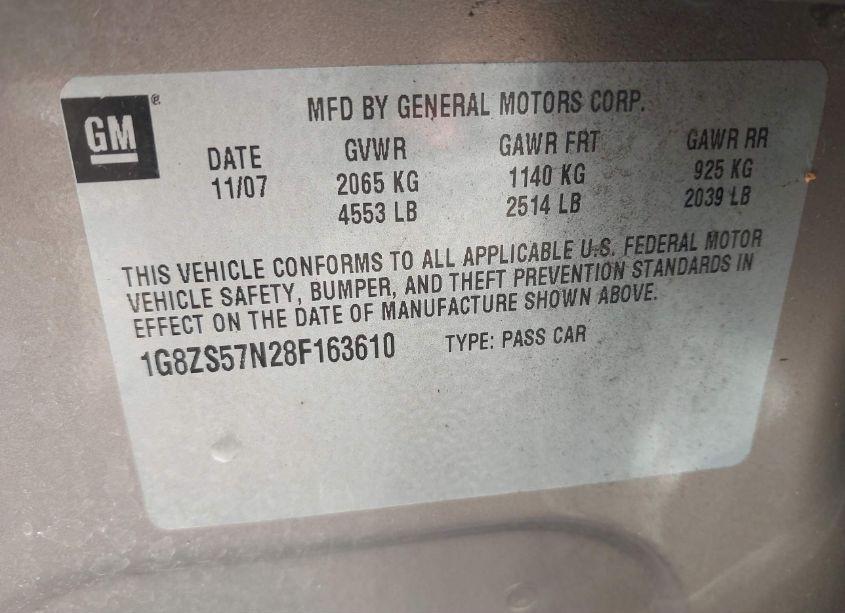 GM®
MFD BY GENERAL MOTORS CORP.
DATE GVWR GAWR FRT GAWR RR
11/07 2065 KG 1140 KG 925 KG
4553 LB 2514 LB 2039 LB
THIS VEHICLE CONFORMS TO ALL APPLICABLE U.S. FEDERAL MOTOR
VEHICLE SAFETY, BUMPER, AND THEFT PREVENTION STANDARDS IN
EFFECT ON THE DATE OF MANUFACTURE SHOWN ABOVE.
1G8ZS57N28F163610 TYPE: PASS CAR